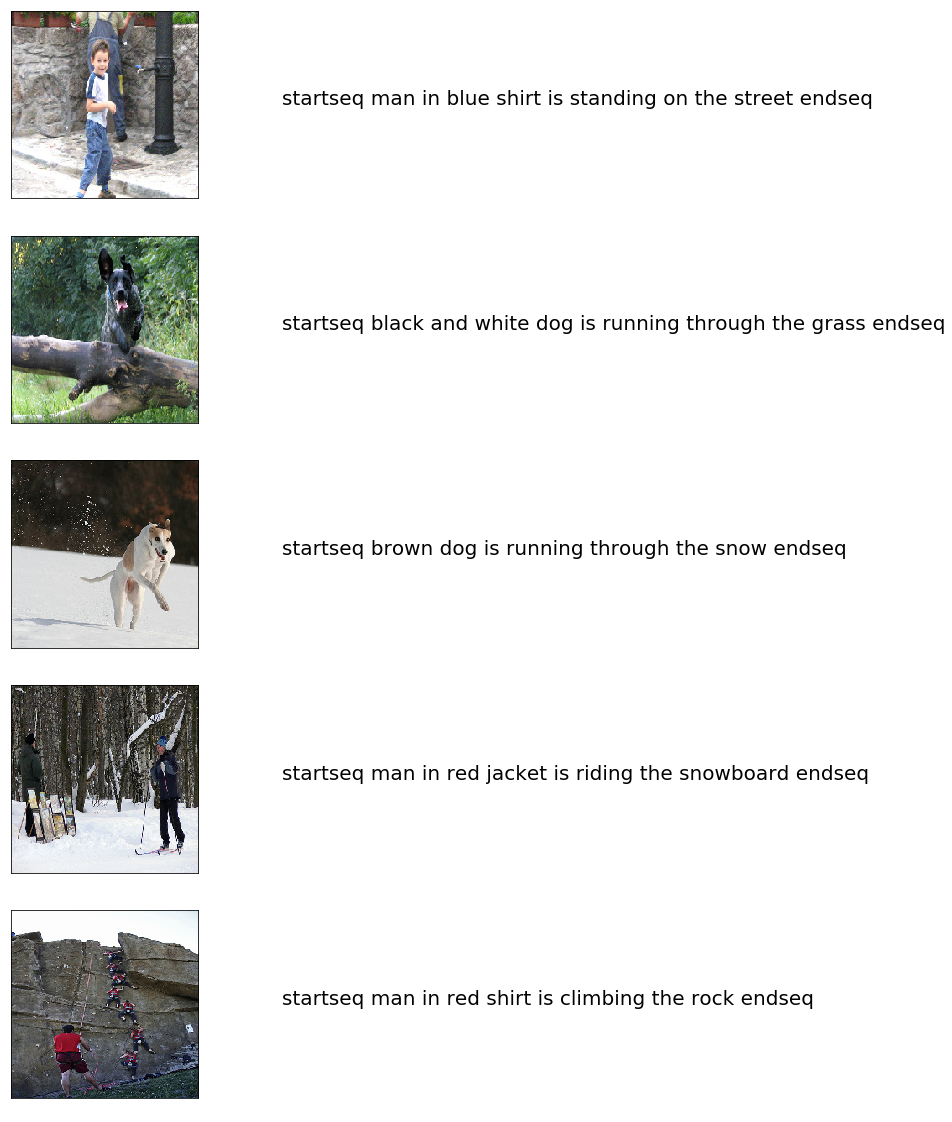 startseq man in blue shirt is standing on the street endseq
startseq black and white dog is running through the grass endseq
startseq brown dog is running through the snow endseq
startseq man in red jacket is riding the snowboard endseq
startseq man in red shirt is climbing the rock endseq